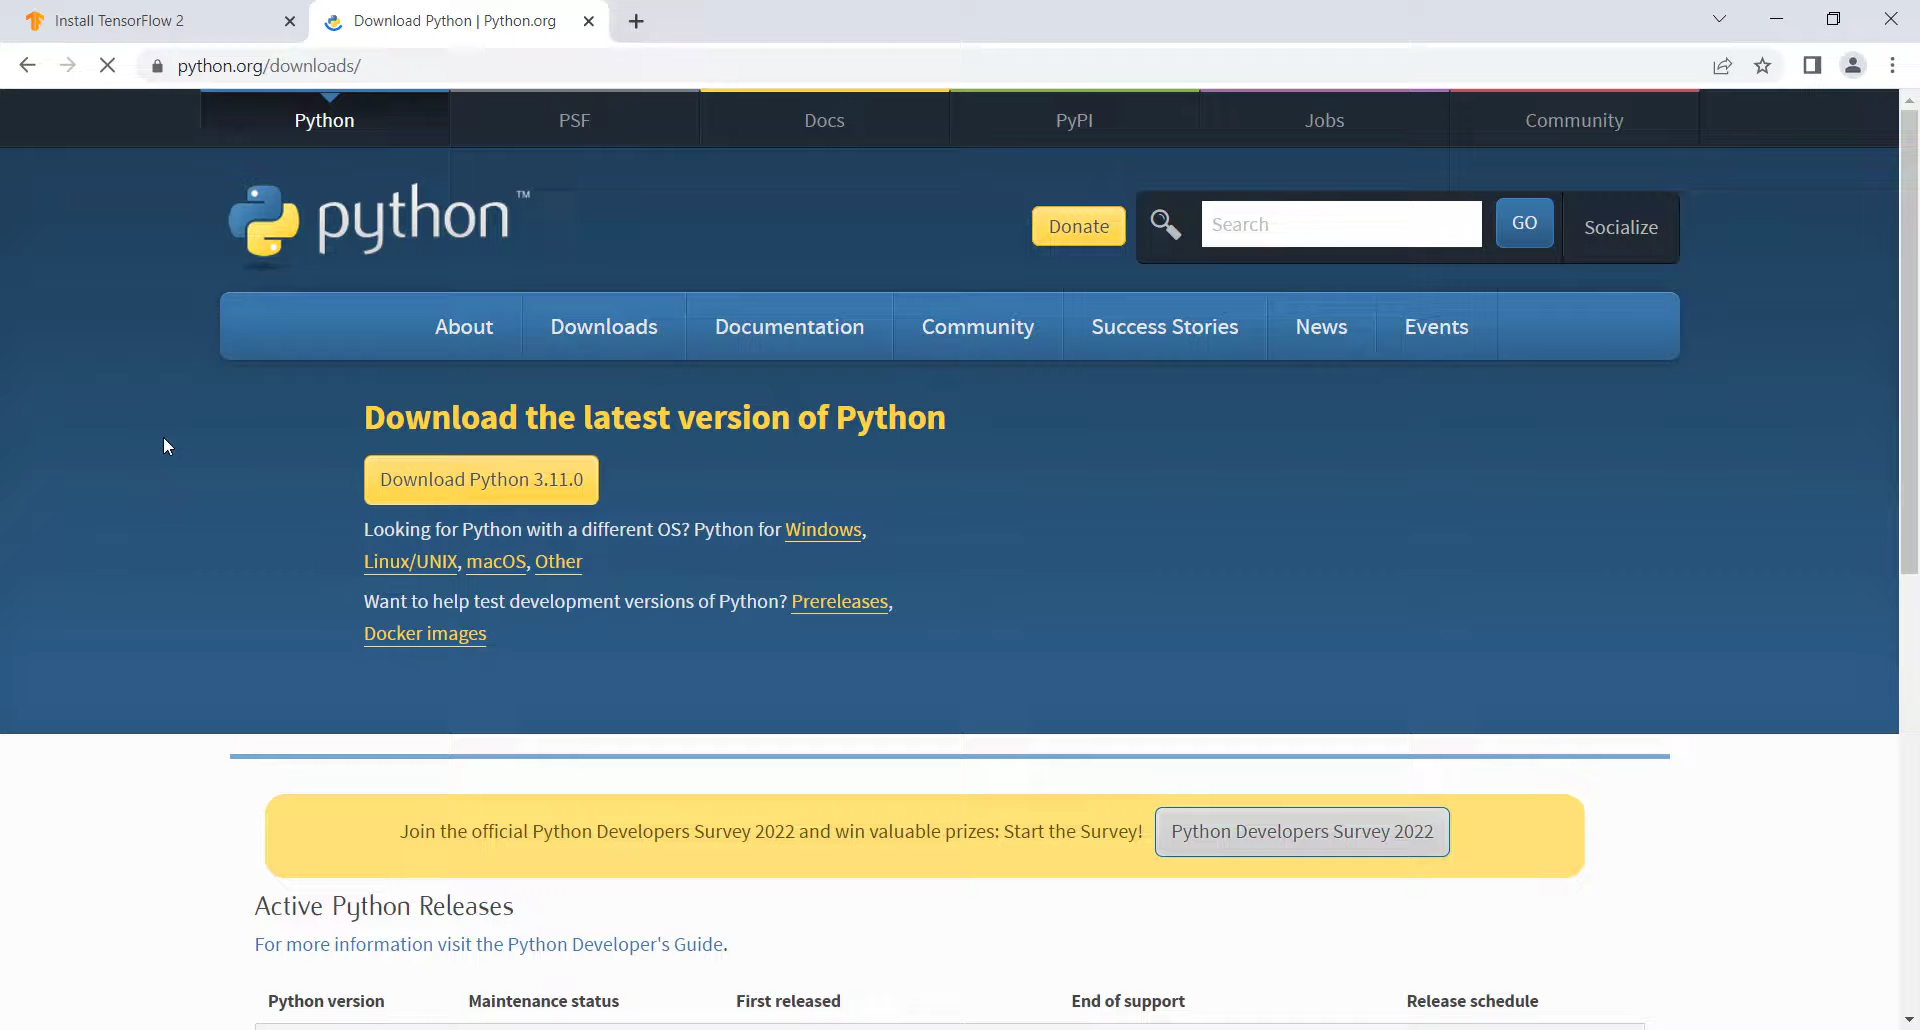 Install TensorFlow 2
Download Python | Python.org
python.org/downloads/
Python
PSF
Docs
PyPI
Jobs
Community
python™
Donate
Search
GO
Socialize
About
Downloads
Documentation
Community
Success Stories
News
Events
Download the latest version of Python
Download Python 3.11.0
Looking for Python with a different OS? Python for Windows,
Linux/UNIX, macOS, Other
Want to help test development versions of Python? Prereleases,
Docker images
Join the official Python Developers Survey 2022 and win valuable prizes: Start the Survey!
Python Developers Survey 2022
Active Python Releases
For more information visit the Python Developer's Guide.
Python version
Maintenance status
First released
End of support
Release schedule